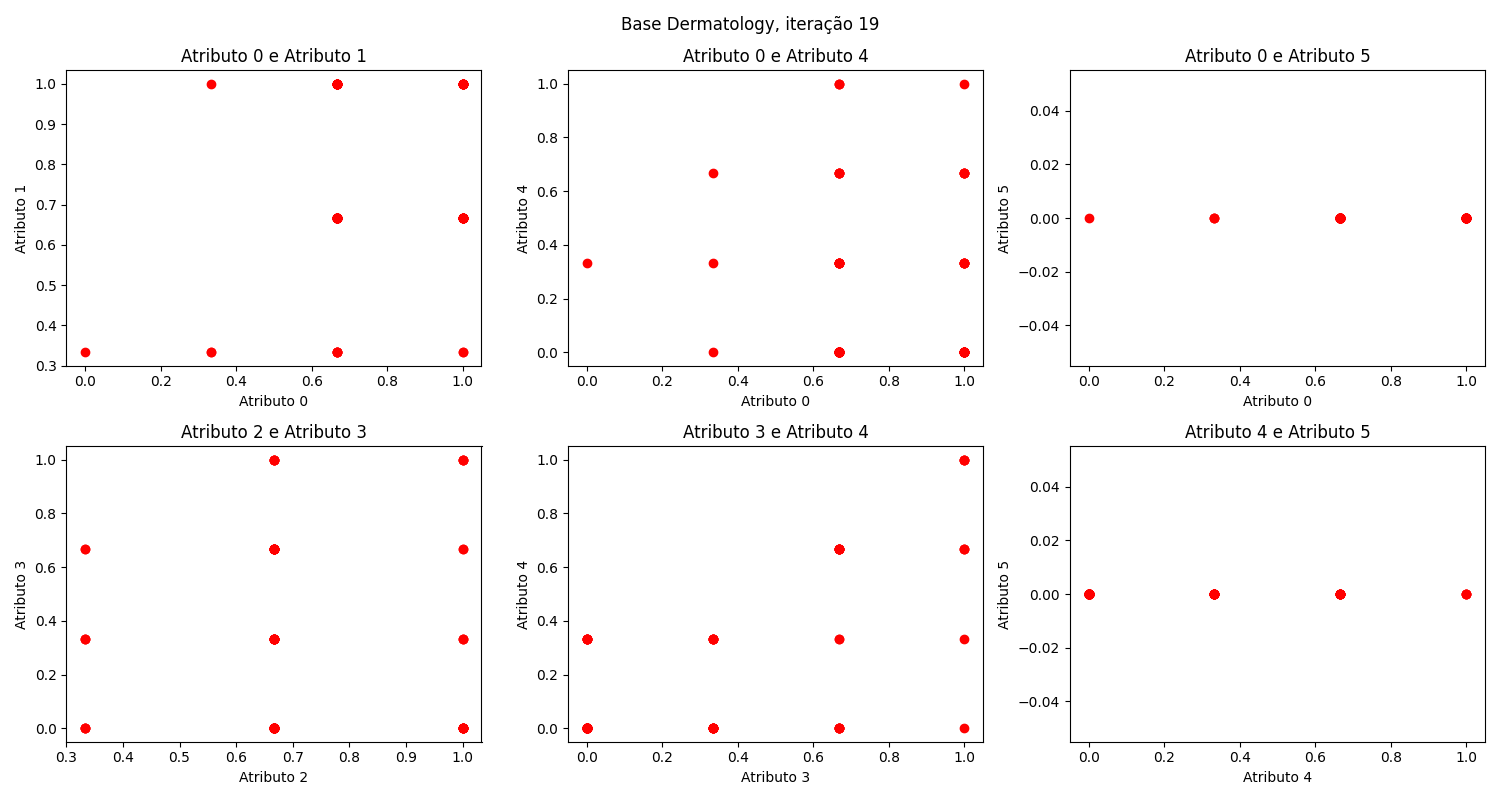 Base Dermatology, iteração 19
Atributo 0 e Atributo 1
1.0
0.9
0.8
0.7
0.6
0.5
0.4
0.3
Atributo 1
0.0 0.2 0.4 0.6 0.8 1.0
Atributo 0
Atributo 0 e Atributo 4
1.0
0.8
0.6
0.4
0.2
0.0
Atributo 4
0.0 0.2 0.4 0.6 0.8 1.0
Atributo 0
Atributo 0 e Atributo 5
0.04
0.02
0.00
−0.02
−0.04
Atributo 5
0.0 0.2 0.4 0.6 0.8 1.0
Atributo 0
Atributo 2 e Atributo 3
1.0
0.8
0.6
0.4
0.2
0.0
Atributo 3
0.3 0.4 0.5 0.6 0.7 0.8 0.9 1.0
Atributo 2
Atributo 3 e Atributo 4
1.0
0.8
0.6
0.4
0.2
0.0
Atributo 4
0.0 0.2 0.4 0.6 0.8 1.0
Atributo 3
Atributo 4 e Atributo 5
0.04
0.02
0.00
−0.02
−0.04
Atributo 5
0.0 0.2 0.4 0.6 0.8 1.0
Atributo 4